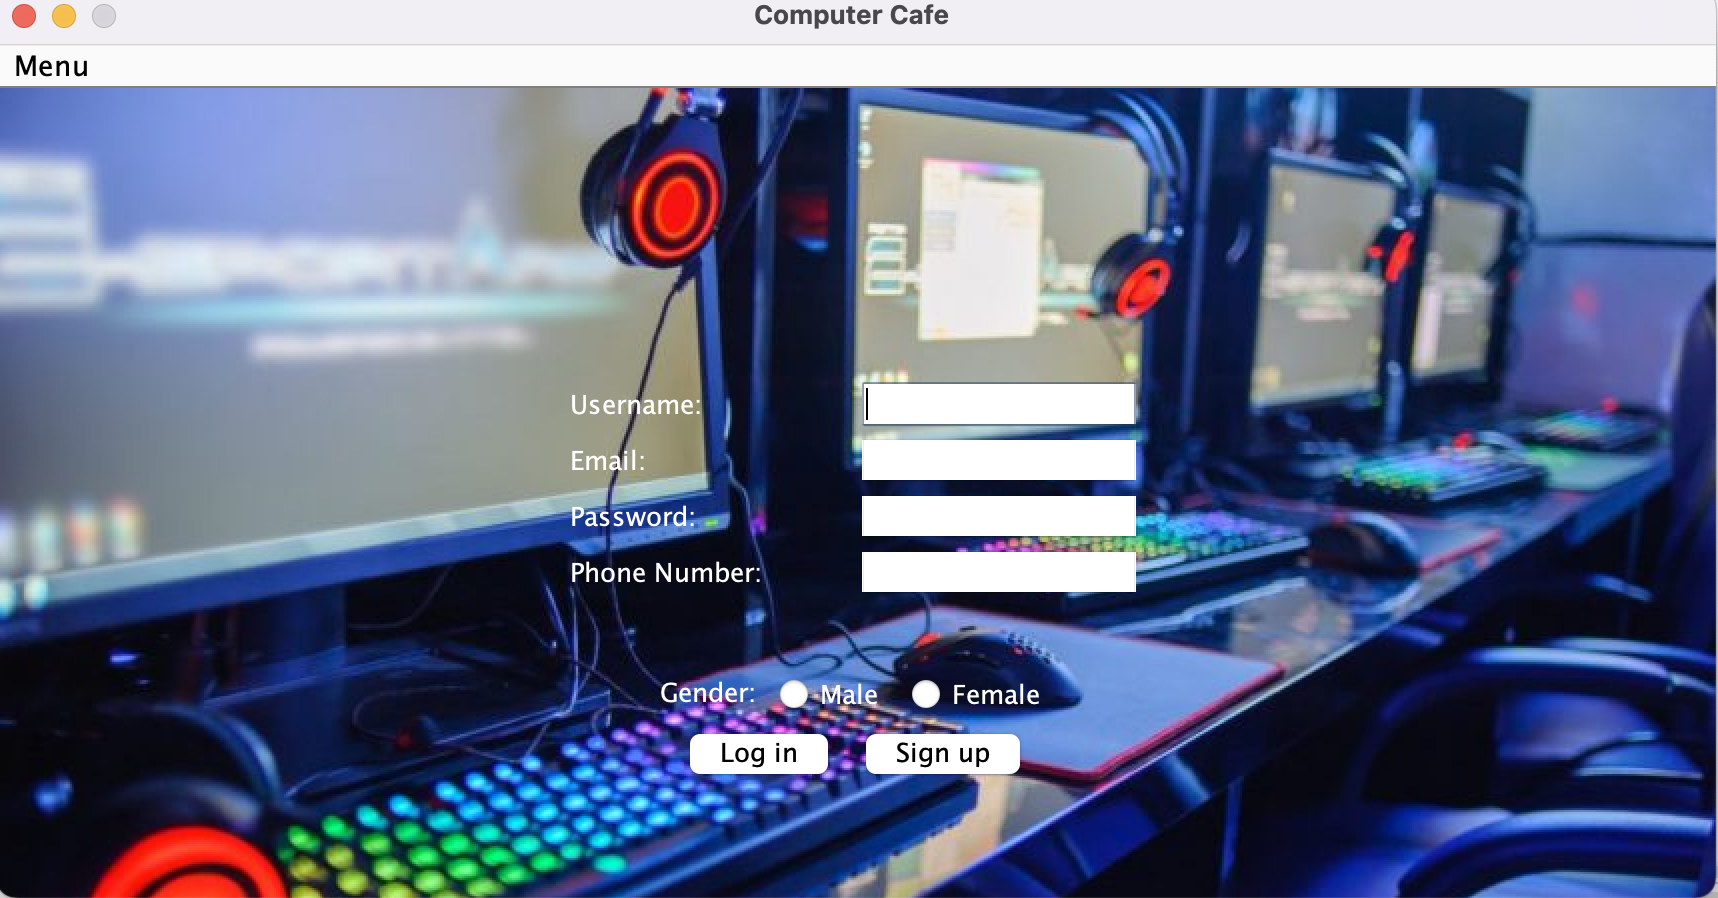 Computer Cafe
Menu
Username:
Email:
Password:
Phone Number:
Gender: Male Female
Log in Sign up